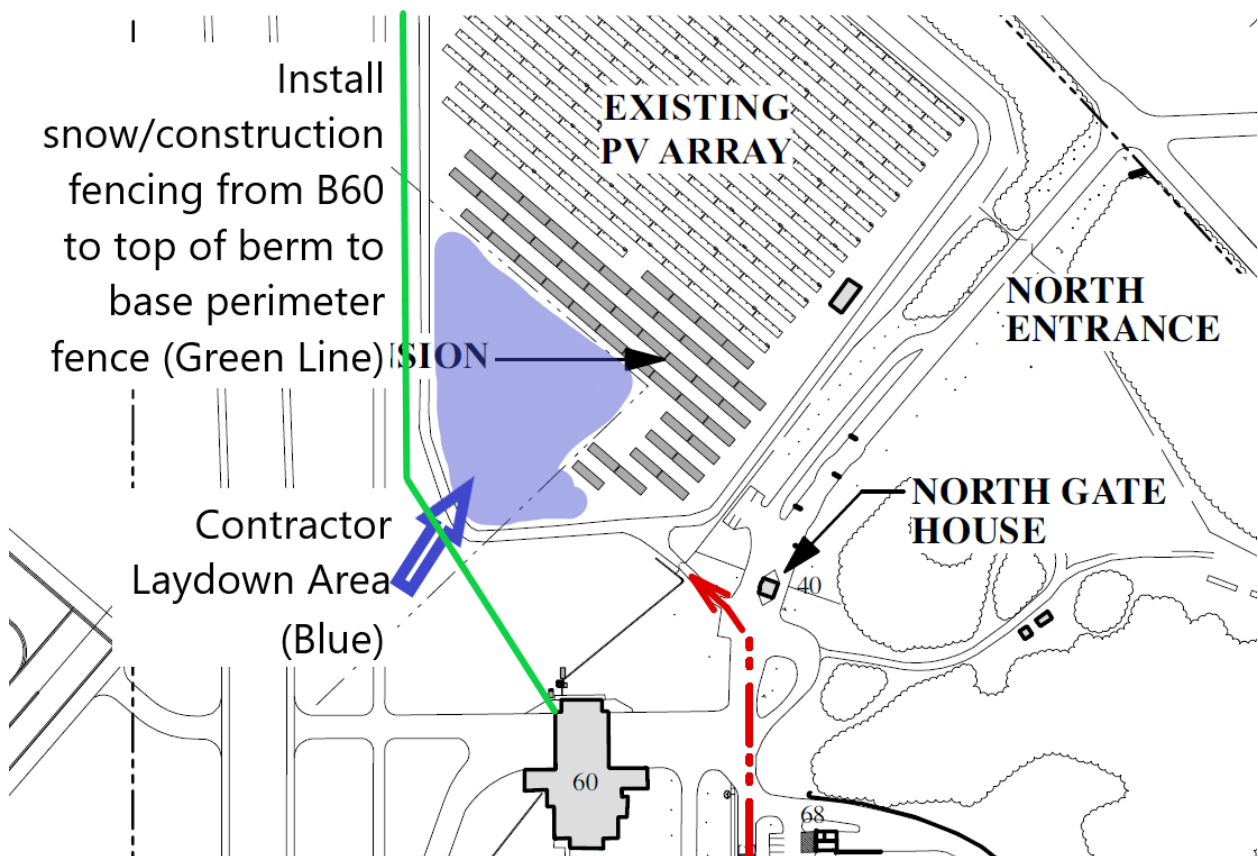 Install
snow/construction
fencing from B60
to top of berm to
base perimeter
fence (Green Line)
EXISTING
PV ARRAY
NORTH
ENTRANCE
NORTH GATE
HOUSE
40
Contractor
Laydown Area
(Blue)
60
68